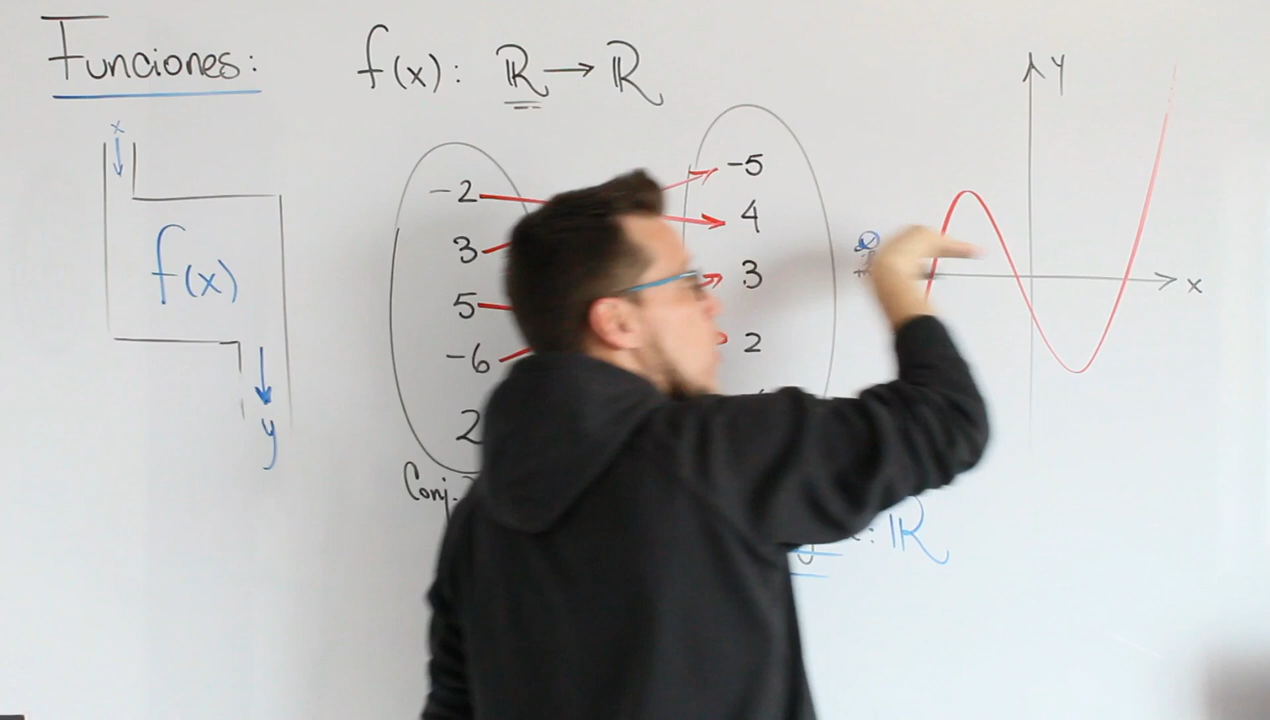 Funciones:
f(x): ℝ → ℝ
x
f(x)
y
-2
3
5
-6
2
Conj.
-5
4
3
2
: ℝ
y
x